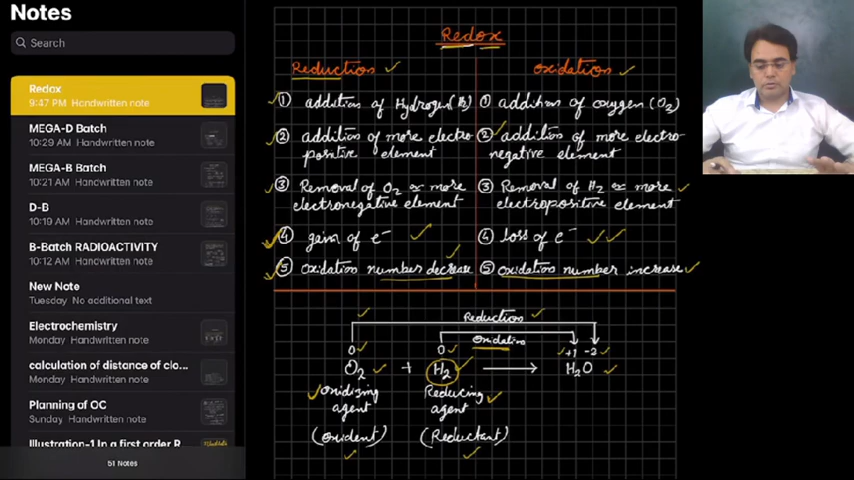 Notes
Search
Redox
9:47 PM Handwritten note
MEGA-D Batch
10:29 AM Handwritten note
MEGA-B Batch
10:21 AM Handwritten note
D-B
10:19 AM Handwritten note
B-Batch RADIOACTIVITY
10:12 AM Handwritten note
New Note
Tuesday No additional text
Electrochemistry
Monday Handwritten note
calculation of distance of clo...
Monday Handwritten note
Planning of OC
Sunday Handwritten note
Illustration-1 In a first order R
51 Notes
Redox
Reduction
① addition of Hydrogen(H2)
② addition of more electro-
positive element
③ Removal of O2 or more
electronegative element
④ gain of e-
⑤ oxidation number decrease
oxidation
① addition of oxygen (O2)
② addition of more electro-
negative element
③ Removal of H2 or more
electropositive element
④ loss of e-
⑤ oxidation number increase
Reduction
oxidation
0 0 +1 -2
O2 + H2 → H2O
oxidizing Reducing
agent agent
(oxident) (Reductant)